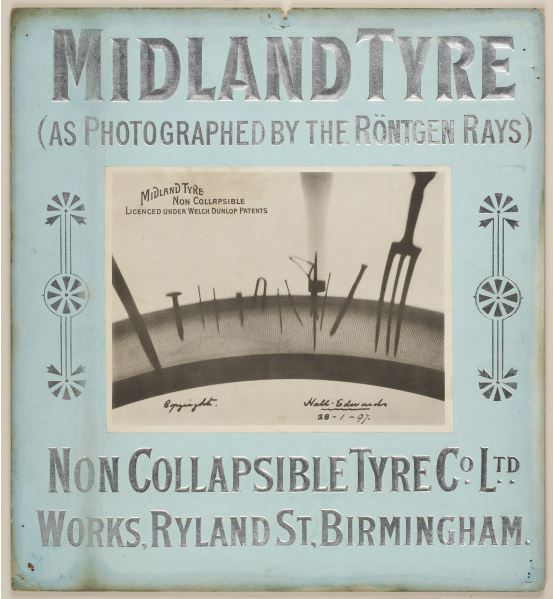 MIDLAND TYRE
(AS PHOTOGRAPHED BY THE RÖNTGEN RAYS)
MIDLAND TYRE
NON COLLAPSIBLE
LICENCED UNDER WELCH DUNLOP PATENTS
Copyright.
Hall-Edwards
28-1-97.
NON COLLAPSIBLE TYRE CO. LTD
WORKS, RYLAND ST, BIRMINGHAM.